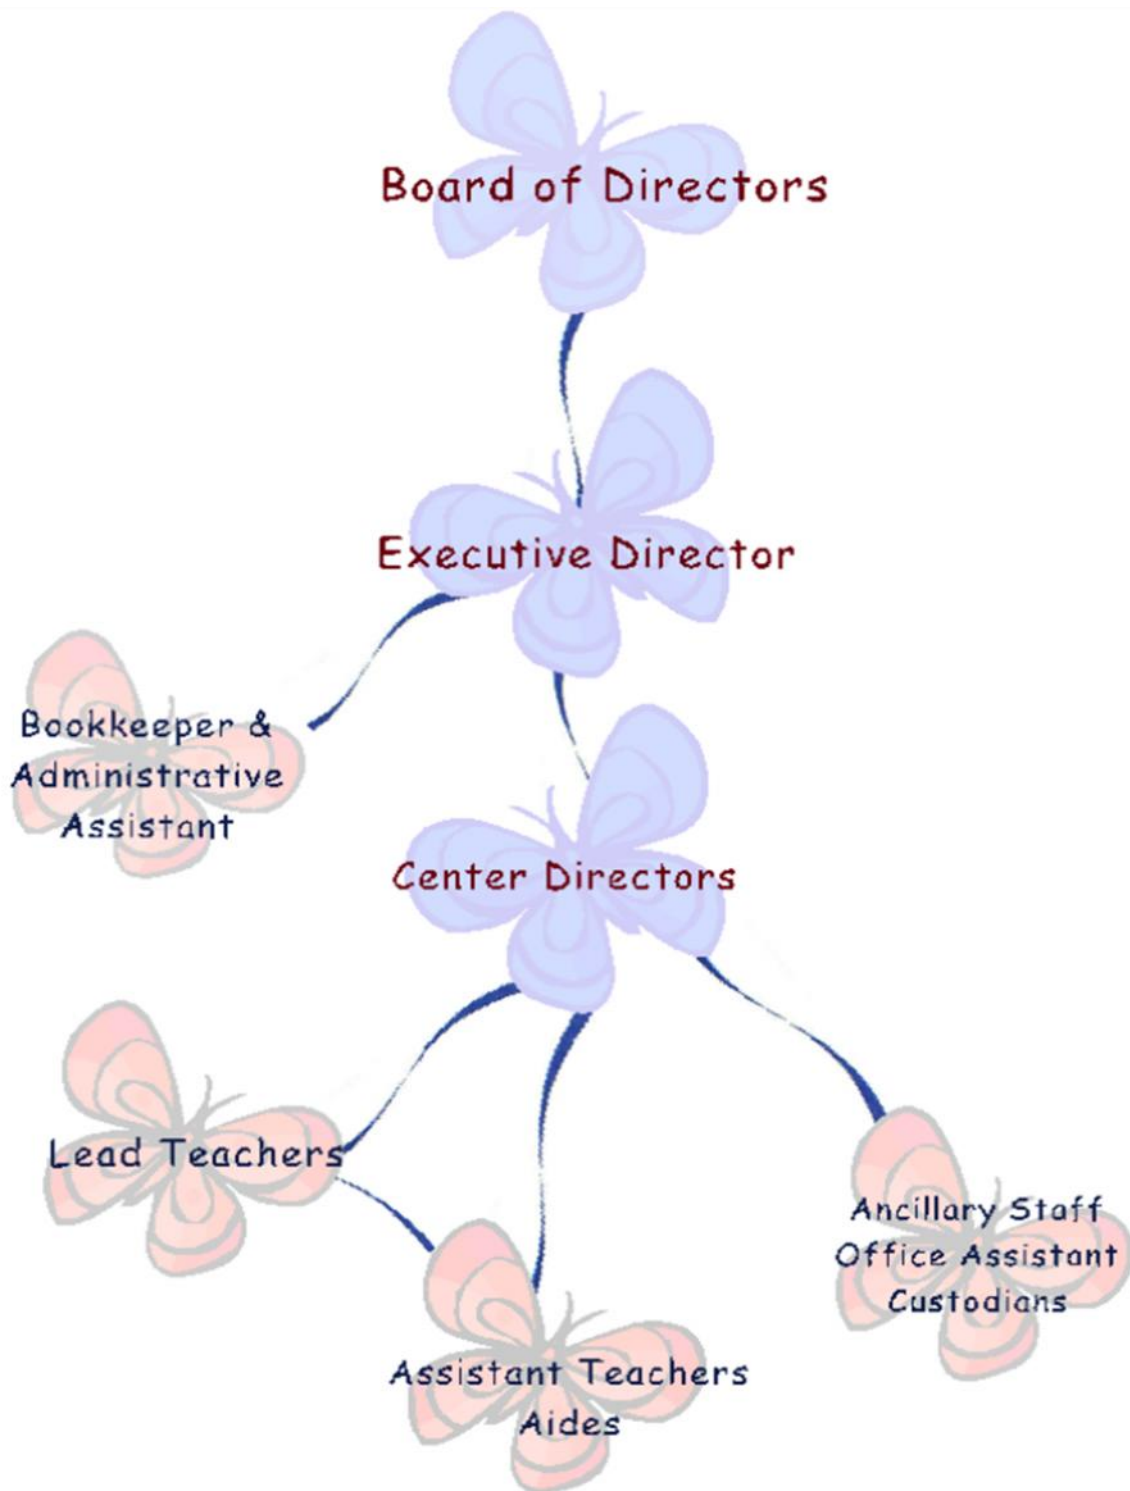 Board of Directors
Executive Director
Bookkeeper &
Administrative
Assistant
Center Directors
Lead Teachers
Ancillary Staff
Office Assistant
Custodians
Assistant Teachers
Aides